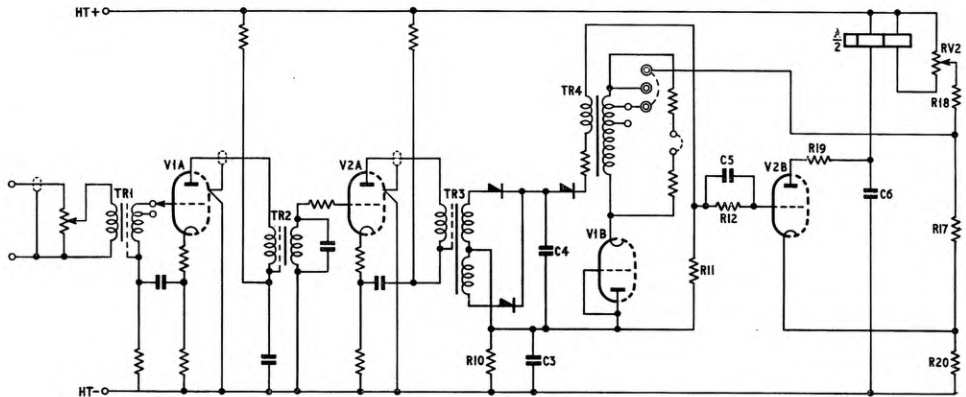 HT+
A/2
RV2
R18
TR4
V1A
V2A
C5
V2B
R19
TR1
TR2
TR3
R12
C6
C4
V1B
R17
R11
R10
C3
R20
HT-